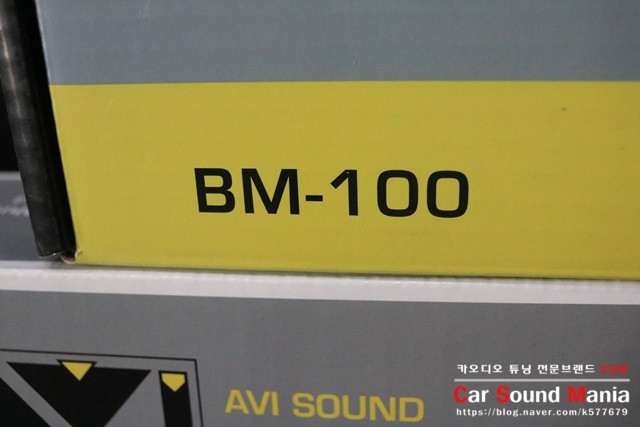 BM-100
AVI SOUND
카오디오 튜닝 전문브랜드
Car Sound Mania
https://blog.naver.com/k577679